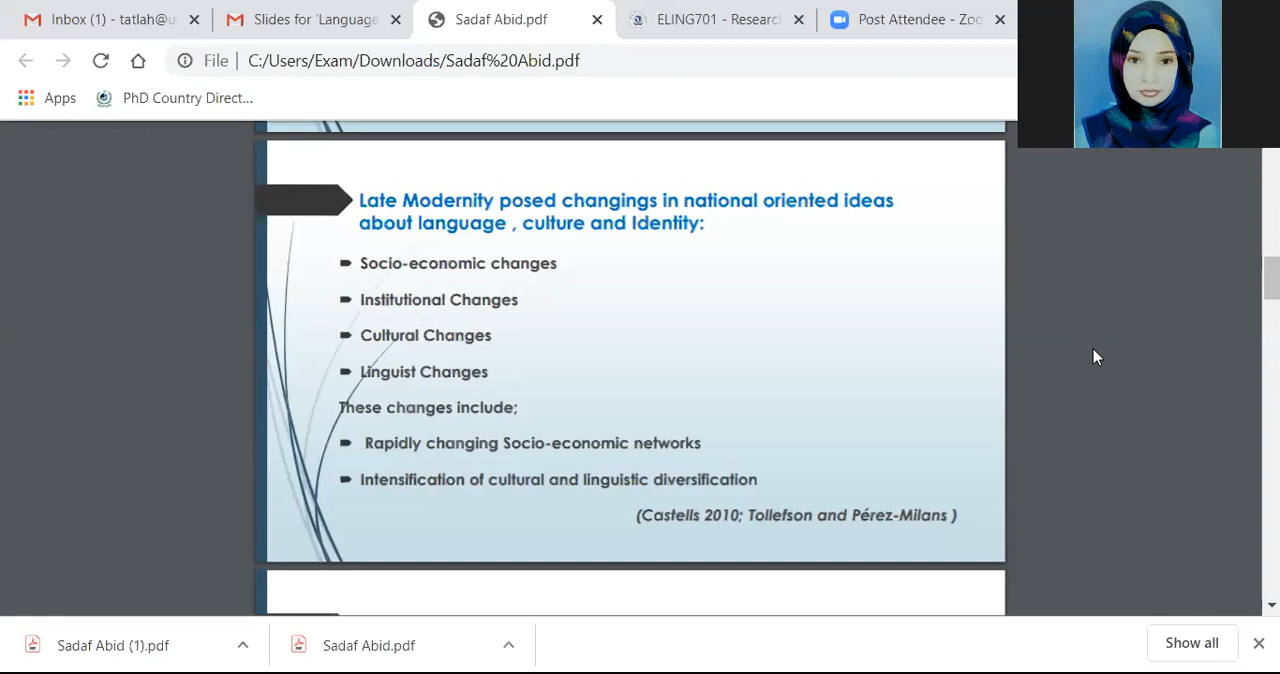 Inbox (1) - tatlah@u
Slides for 'Language
Sadaf Abid.pdf
ELING701 - Researc
Post Attendee - Zoo
File
C:/Users/Exam/Downloads/Sadaf%20Abid.pdf
Apps
PhD Country Direct...
Late Modernity posed changings in national oriented ideas
about language , culture and Identity:
Socio-economic changes
Institutional Changes
Cultural Changes
Linguist Changes
These changes include;
Rapidly changing Socio-economic networks
Intensification of cultural and linguistic diversification
(Castells 2010; Tollefson and Pérez-Milans )
Sadaf Abid (1).pdf
Sadaf Abid.pdf
Show all